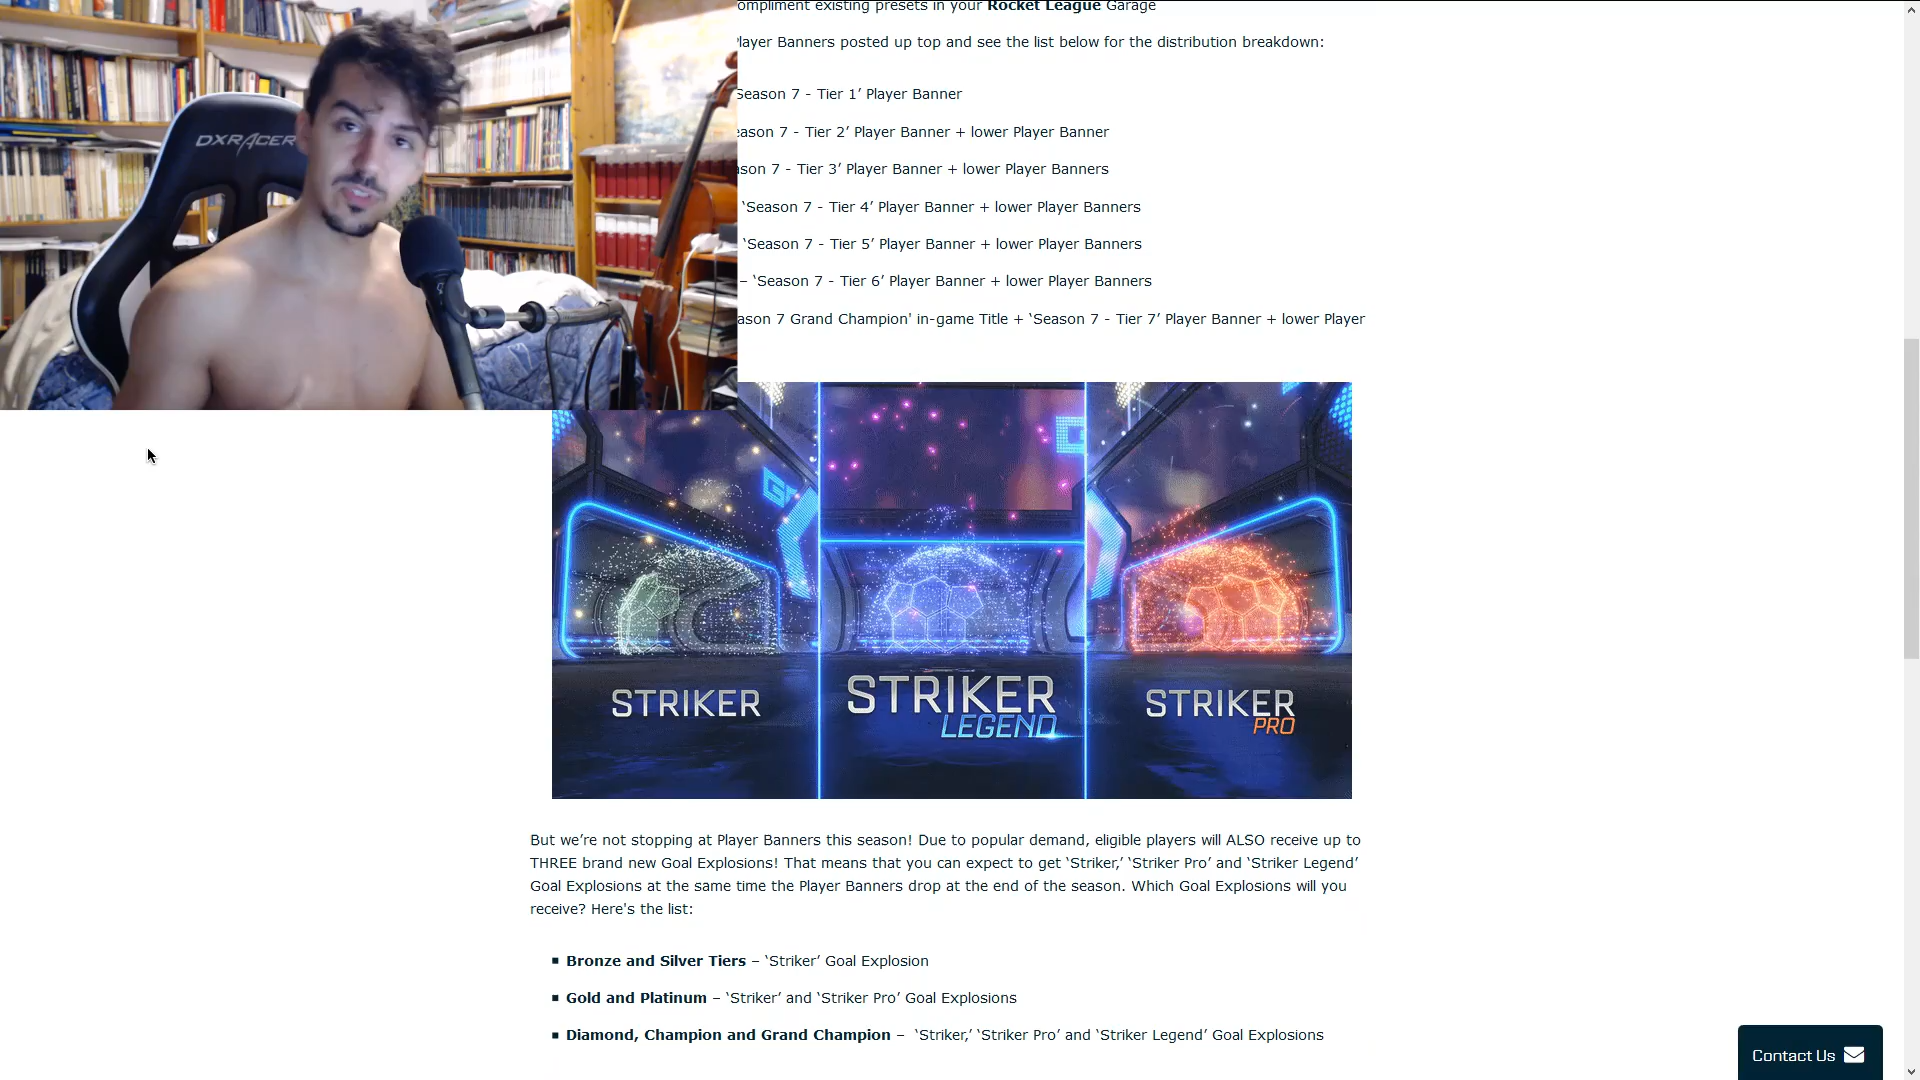 compliment existing presets in your Rocket League Garage
Player Banners posted up top and see the list below for the distribution breakdown:
Season 7 - Tier 1’ Player Banner
Season 7 - Tier 2’ Player Banner + lower Player Banner
Season 7 - Tier 3’ Player Banner + lower Player Banners
‘Season 7 - Tier 4’ Player Banner + lower Player Banners
‘Season 7 - Tier 5’ Player Banner + lower Player Banners
– ‘Season 7 - Tier 6’ Player Banner + lower Player Banners
Season 7 Grand Champion' in-game Title + ‘Season 7 - Tier 7’ Player Banner + lower Player
DXRACER
STRIKER
STRIKER
LEGEND
STRIKER
PRO
But we’re not stopping at Player Banners this season! Due to popular demand, eligible players will ALSO receive up to
THREE brand new Goal Explosions! That means that you can expect to get ‘Striker,’ ‘Striker Pro’ and ‘Striker Legend’
Goal Explosions at the same time the Player Banners drop at the end of the season. Which Goal Explosions will you
receive? Here's the list:
▪ Bronze and Silver Tiers – ‘Striker’ Goal Explosion
▪ Gold and Platinum – ‘Striker’ and ‘Striker Pro’ Goal Explosions
▪ Diamond, Champion and Grand Champion – ‘Striker,’ ‘Striker Pro’ and ‘Striker Legend’ Goal Explosions
Contact Us